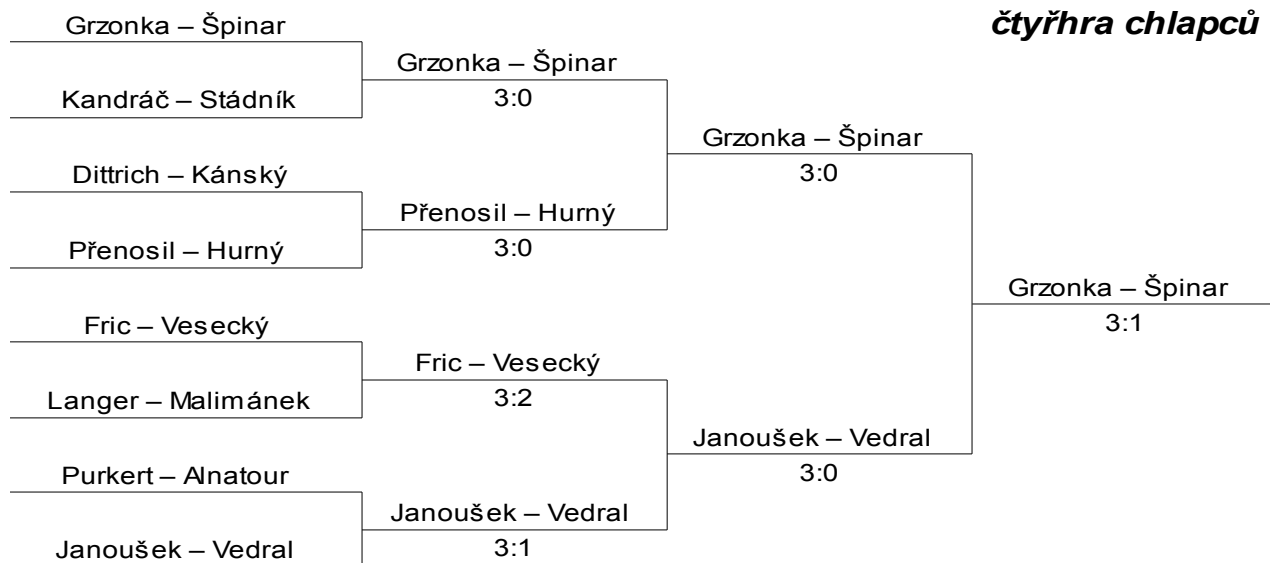 čtyřhra chlapců
Grzonka – Špinar
Grzonka – Špinar
Kandráč – Stádník
3:0
Grzonka – Špinar
3:0
Dittrich – Kánský
Přenosil – Hurný
Přenosil – Hurný
3:0
Grzonka – Špinar
3:1
Fric – Vesecký
Fric – Vesecký
Langer – Malimánek
3:2
Janoušek – Vedral
3:0
Purkert – Alnatour
Janoušek – Vedral
Janoušek – Vedral
3:1